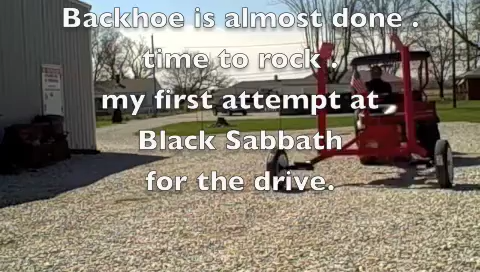 Backhoe is almost done .
time to rock .
my first attempt at
Black Sabbath
for the drive.